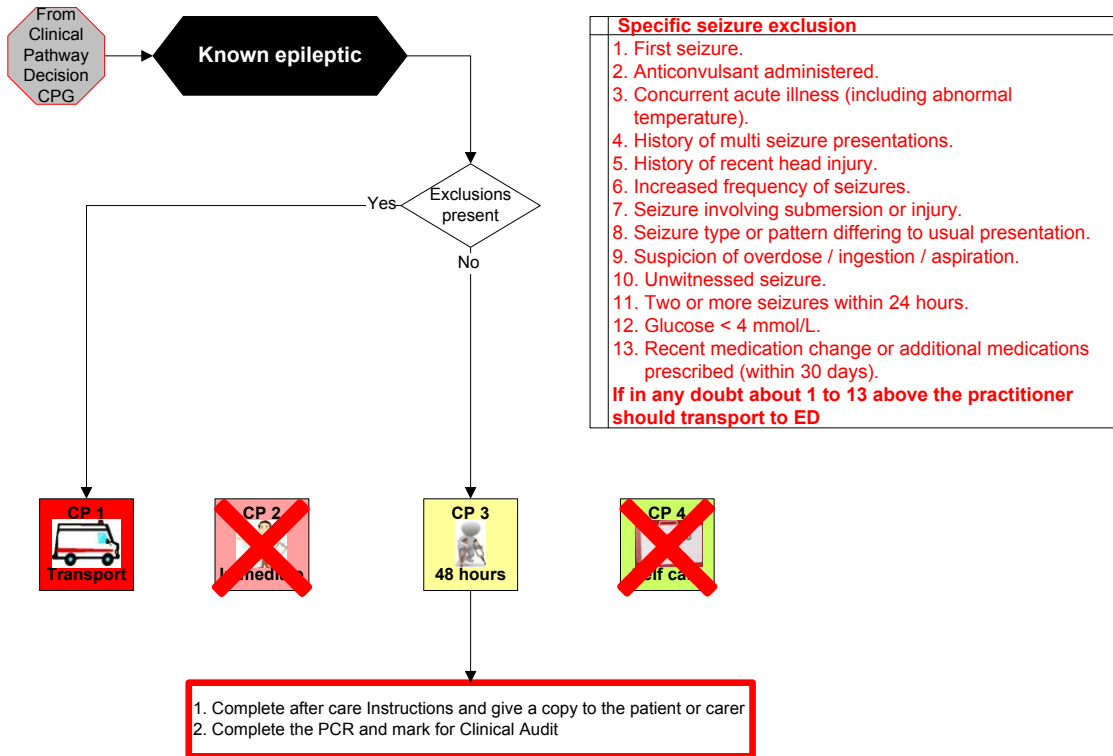 From
Clinical
Pathway
Decision
CPG
Known epileptic
Exclusions
present
Yes
No
Specific seizure exclusion
1. First seizure.
2. Anticonvulsant administered.
3. Concurrent acute illness (including abnormal
temperature).
4. History of multi seizure presentations.
5. History of recent head injury.
6. Increased frequency of seizures.
7. Seizure involving submersion or injury.
8. Seizure type or pattern differing to usual presentation.
9. Suspicion of overdose / ingestion / aspiration.
10. Unwitnessed seizure.
11. Two or more seizures within 24 hours.
12. Glucose < 4 mmol/L.
13. Recent medication change or additional medications
prescribed (within 30 days).
If in any doubt about 1 to 13 above the practitioner
should transport to ED
CP 1
Transport
CP 2
CP 3
48 hours
CP 4
1. Complete after care Instructions and give a copy to the patient or carer
2. Complete the PCR and mark for Clinical Audit